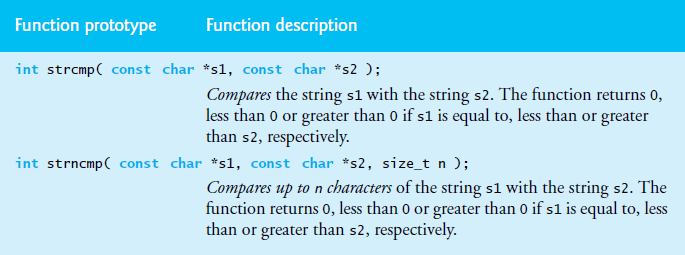 Function prototype Function description
int strcmp( const char *s1, const char *s2 );
Compares the string s1 with the string s2. The function returns 0,
less than 0 or greater than 0 if s1 is equal to, less than or greater
than s2, respectively.
int strncmp( const char *s1, const char *s2, size_t n );
Compares up to n characters of the string s1 with the string s2. The
function returns 0, less than 0 or greater than 0 if s1 is equal to, less
than or greater than s2, respectively.